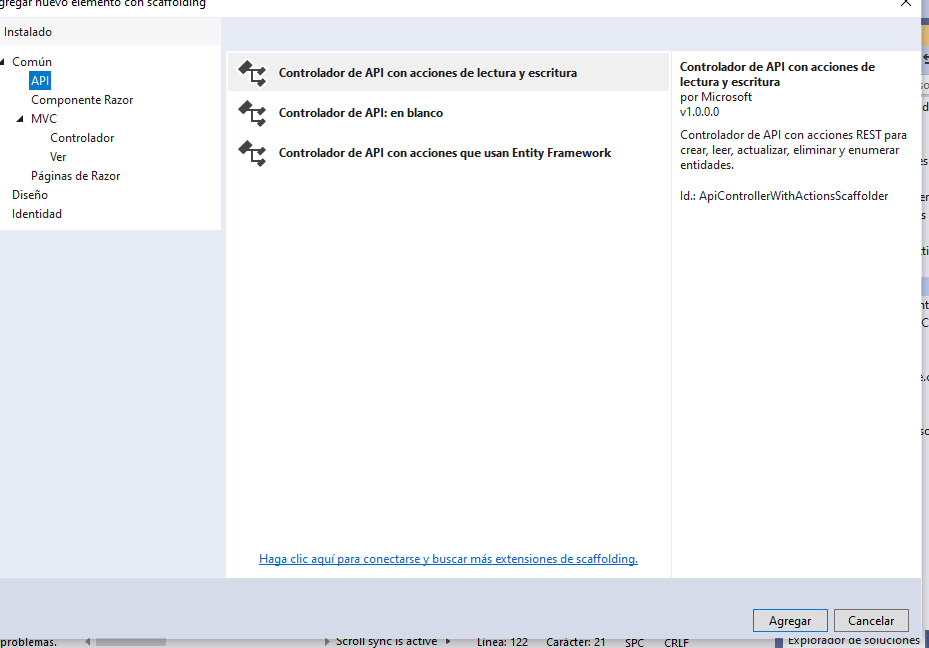 agregar nuevo elemento con scaffolding
Instalado
Común
API
Componente Razor
MVC
Controlador
Ver
Páginas de Razor
Diseño
Identidad
Controlador de API con acciones de lectura y escritura
Controlador de API: en blanco
Controlador de API con acciones que usan Entity Framework
Haga clic aquí para conectarse y buscar más extensiones de scaffolding.
Controlador de API con acciones de
lectura y escritura
por Microsoft
v1.0.0.0
Controlador de API con acciones REST para
crear, leer, actualizar, eliminar y enumerar
entidades.
Id.: ApiControllerWithActionsScaffolder
Agregar
Cancelar
problemas.
Scroll sync is active
Línea: 122
Carácter: 21
SPC
CRLF
Explorador de soluciones